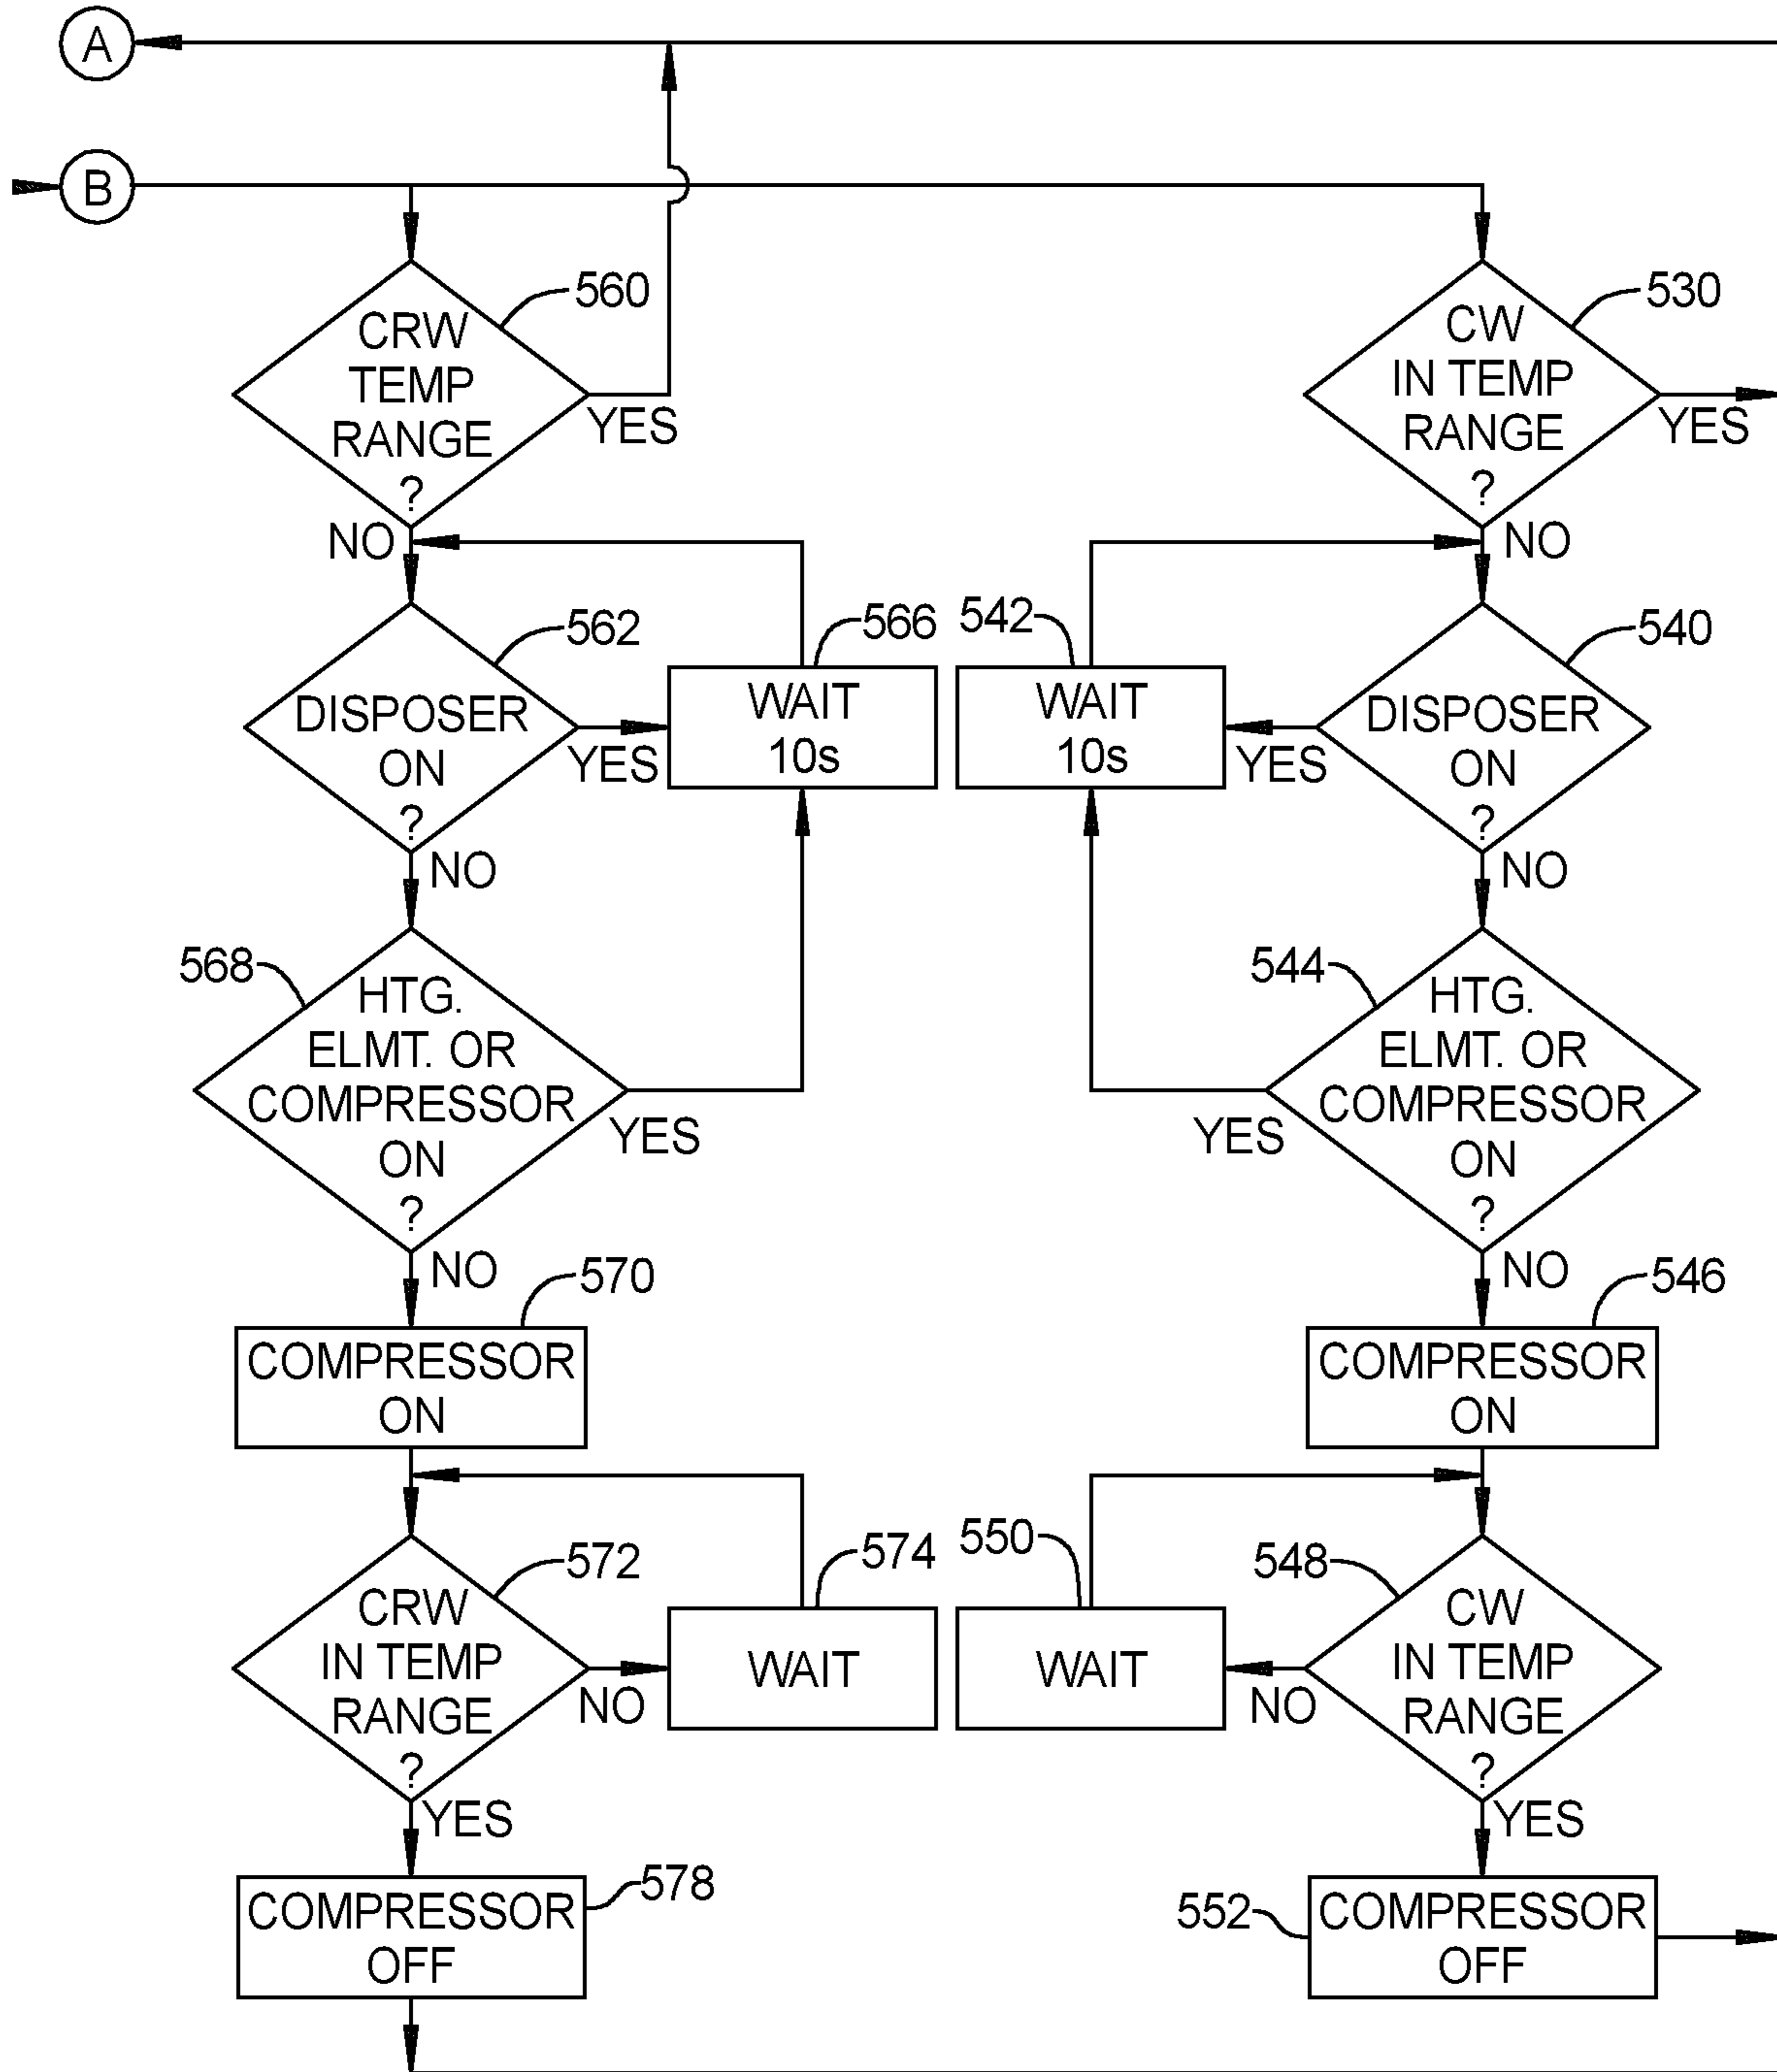 A
B
CRW
TEMP
RANGE
?
560
YES
NO
CW
IN TEMP
RANGE
?
530
YES
NO
DISPOSER
ON
?
562
YES
NO
WAIT
10s
566
WAIT
10s
542
DISPOSER
ON
?
540
YES
NO
HTG.
ELMT. OR
COMPRESSOR
ON
?
568
YES
NO
HTG.
ELMT. OR
COMPRESSOR
ON
?
544
YES
NO
COMPRESSOR
ON
570
COMPRESSOR
ON
546
CRW
IN TEMP
RANGE
?
572
NO
YES
WAIT
574
WAIT
550
CW
IN TEMP
RANGE
?
548
NO
YES
COMPRESSOR
OFF
578
COMPRESSOR
OFF
552